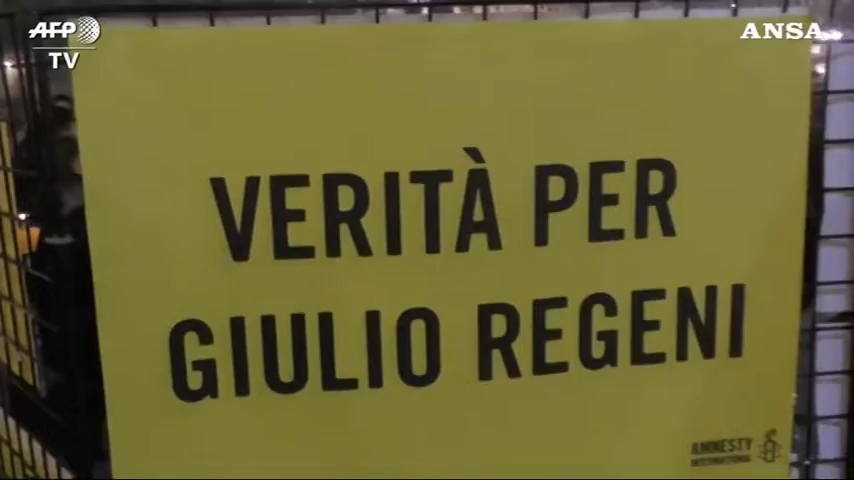 AFP
TV
ANSA
VERITÀ PER
GIULIO REGENI
AMNESTY
INTERNATIONAL